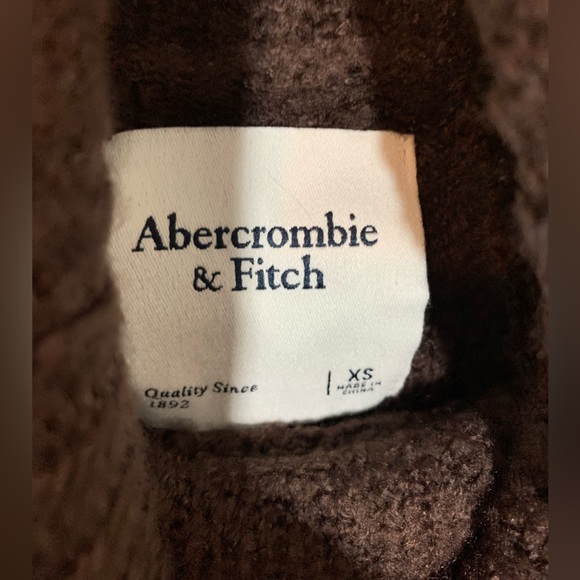 Abercrombie
& Fitch
Quality Since
1892
XS
MADE IN
CHINA